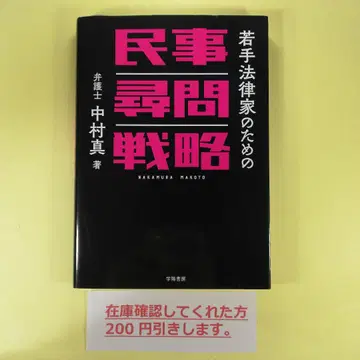 若手法律家のための
民事
尋問
戦略
NAKAMURA MAKOTO
弁護士 中村真 著
学陽書房
在庫確認してくれた方
200 円引きします。